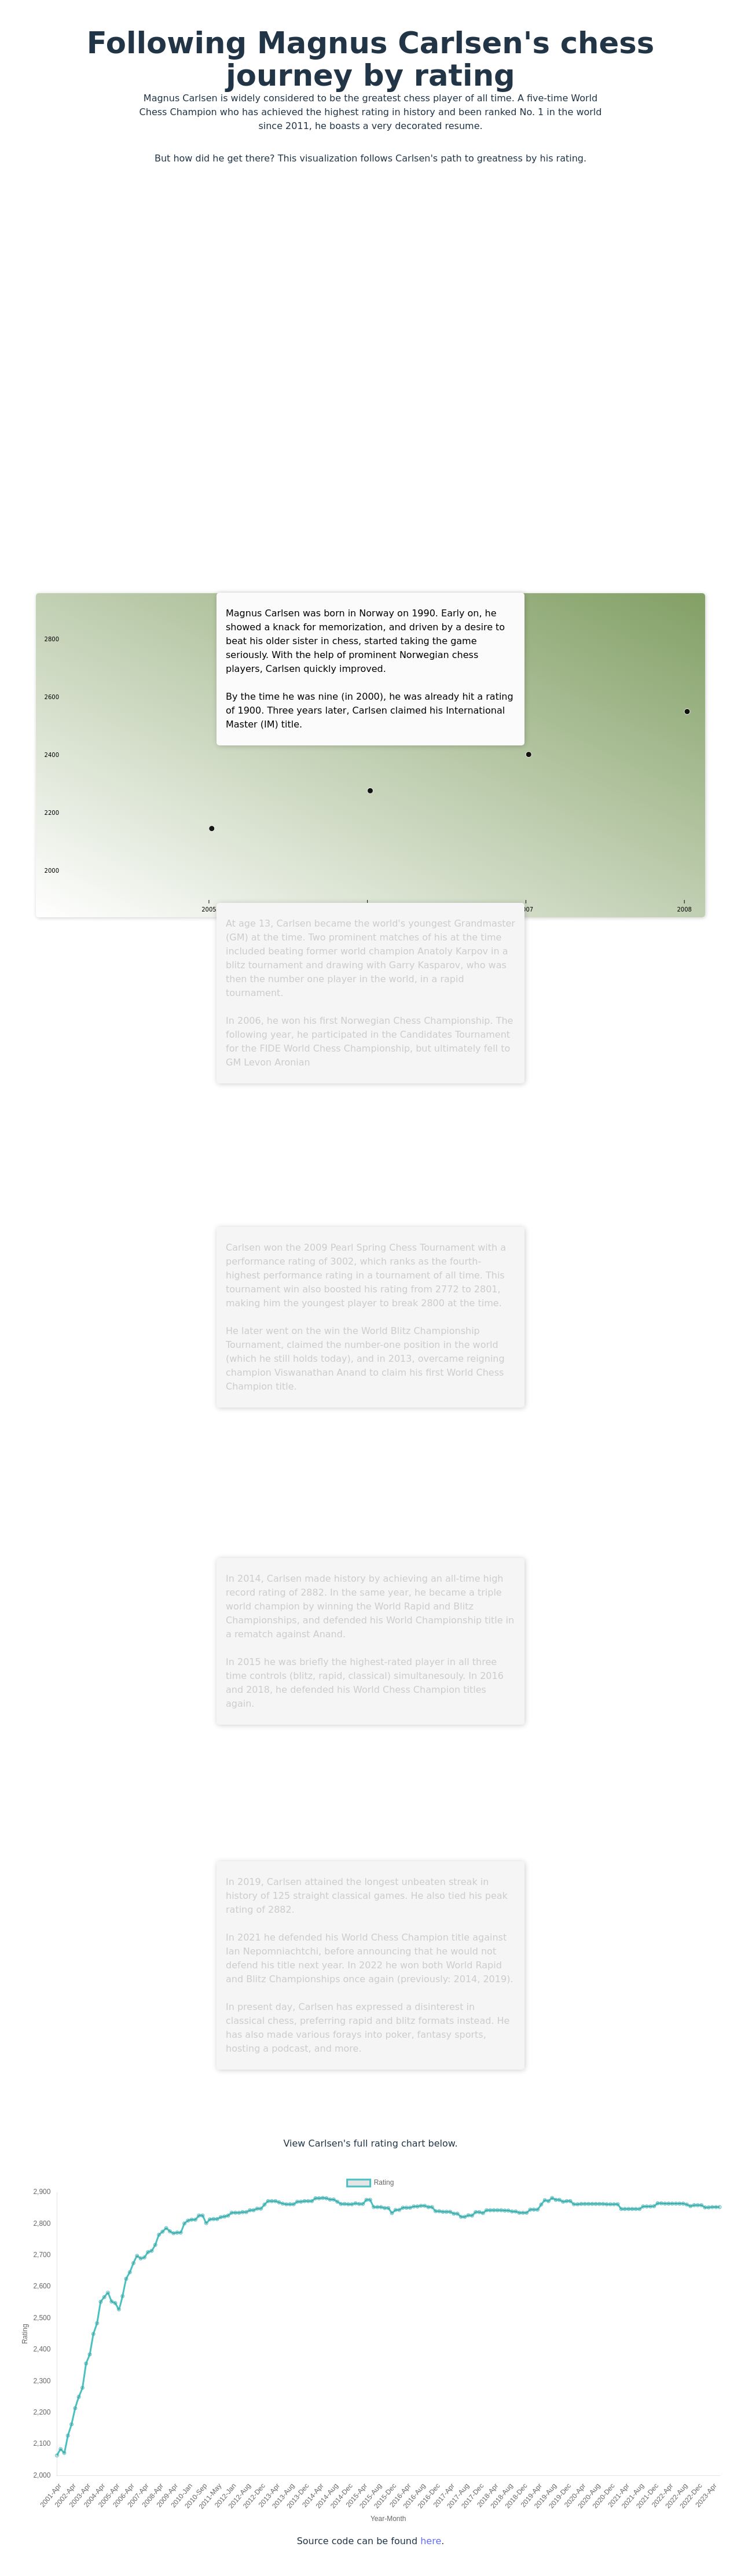 Following Magnus Carlsen's chess
journey by rating
Magnus Carlsen is widely considered to be the greatest chess player of all time. A five-time World
Chess Champion who has achieved the highest rating in history and been ranked No. 1 in the world
since 2011, he boasts a very decorated resume.
But how did he get there? This visualization follows Carlsen's path to greatness by his rating.
Magnus Carlsen was born in Norway on 1990. Early on, he
showed a knack for memorization, and driven by a desire to
beat his older sister in chess, started taking the game
seriously. With the help of prominent Norwegian chess
players, Carlsen quickly improved.
By the time he was nine (in 2000), he was already hit a rating
of 1900. Three years later, Carlsen claimed his International
Master (IM) title.
2800
2600
2400
2200
2000
2005
07
2008
At age 13, Carlsen became the world's youngest Grandmaster
(GM) at the time. Two prominent matches of his at the time
included beating former world champion Anatoly Karpov in a
blitz tournament and drawing with Garry Kasparov, who was
then the number one player in the world, in a rapid
tournament.
In 2006, he won his first Norwegian Chess Championship. The
following year, he participated in the Candidates Tournament
for the FIDE World Chess Championship, but ultimately fell to
GM Levon Aronian
Carlsen won the 2009 Pearl Spring Chess Tournament with a
performance rating of 3002, which ranks as the fourth-
highest performance rating in a tournament of all time. This
tournament win also boosted his rating from 2772 to 2801,
making him the youngest player to break 2800 at the time.
He later went on the win the World Blitz Championship
Tournament, claimed the number-one position in the world
(which he still holds today), and in 2013, overcame reigning
champion Viswanathan Anand to claim his first World Chess
Champion title.
In 2014, Carlsen made history by achieving an all-time high
record rating of 2882. In the same year, he became a triple
world champion by winning the World Rapid and Blitz
Championships, and defended his World Championship title in
a rematch against Anand.
In 2015 he was briefly the highest-rated player in all three
time controls (blitz, rapid, classical) simultanesouly. In 2016
and 2018, he defended his World Chess Champion titles
again.
In 2019, Carlsen attained the longest unbeaten streak in
history of 125 straight classical games. He also tied his peak
rating of 2882.
In 2021 he defended his World Chess Champion title against
Ian Nepomniachtchi, before announcing that he would not
defend his title next year. In 2022 he won both World Rapid
and Blitz Championships once again (previously: 2014, 2019).
In present day, Carlsen has expressed a disinterest in
classical chess, preferring rapid and blitz formats instead. He
has also made various forays into poker, fantasy sports,
hosting a podcast, and more.
View Carlsen's full rating chart below.
Rating
2,900
2,800
2,700
2,600
2,500
2,400
2,300
2,200
2,100
2,000
Rating
2001-Apr
2002-Apr
2003-Apr
2004-Apr
2005-Apr
2006-Apr
2007-Apr
2008-Apr
2009-Apr
2010-Jan
2010-Sep
2011-May
2012-Jan
2012-Aug
2012-Dec
2013-Apr
2013-Aug
2013-Dec
2014-Apr
2014-Aug
2014-Dec
2015-Apr
2015-Aug
2015-Dec
2016-Apr
2016-Aug
2016-Dec
2017-Apr
2017-Aug
2017-Dec
2018-Apr
2018-Aug
2018-Dec
2019-Apr
2019-Aug
2019-Dec
2020-Apr
2020-Aug
2020-Dec
2021-Apr
2021-Aug
2021-Dec
2022-Apr
2022-Aug
2022-Dec
2023-Apr
Year-Month
Source code can be found here.